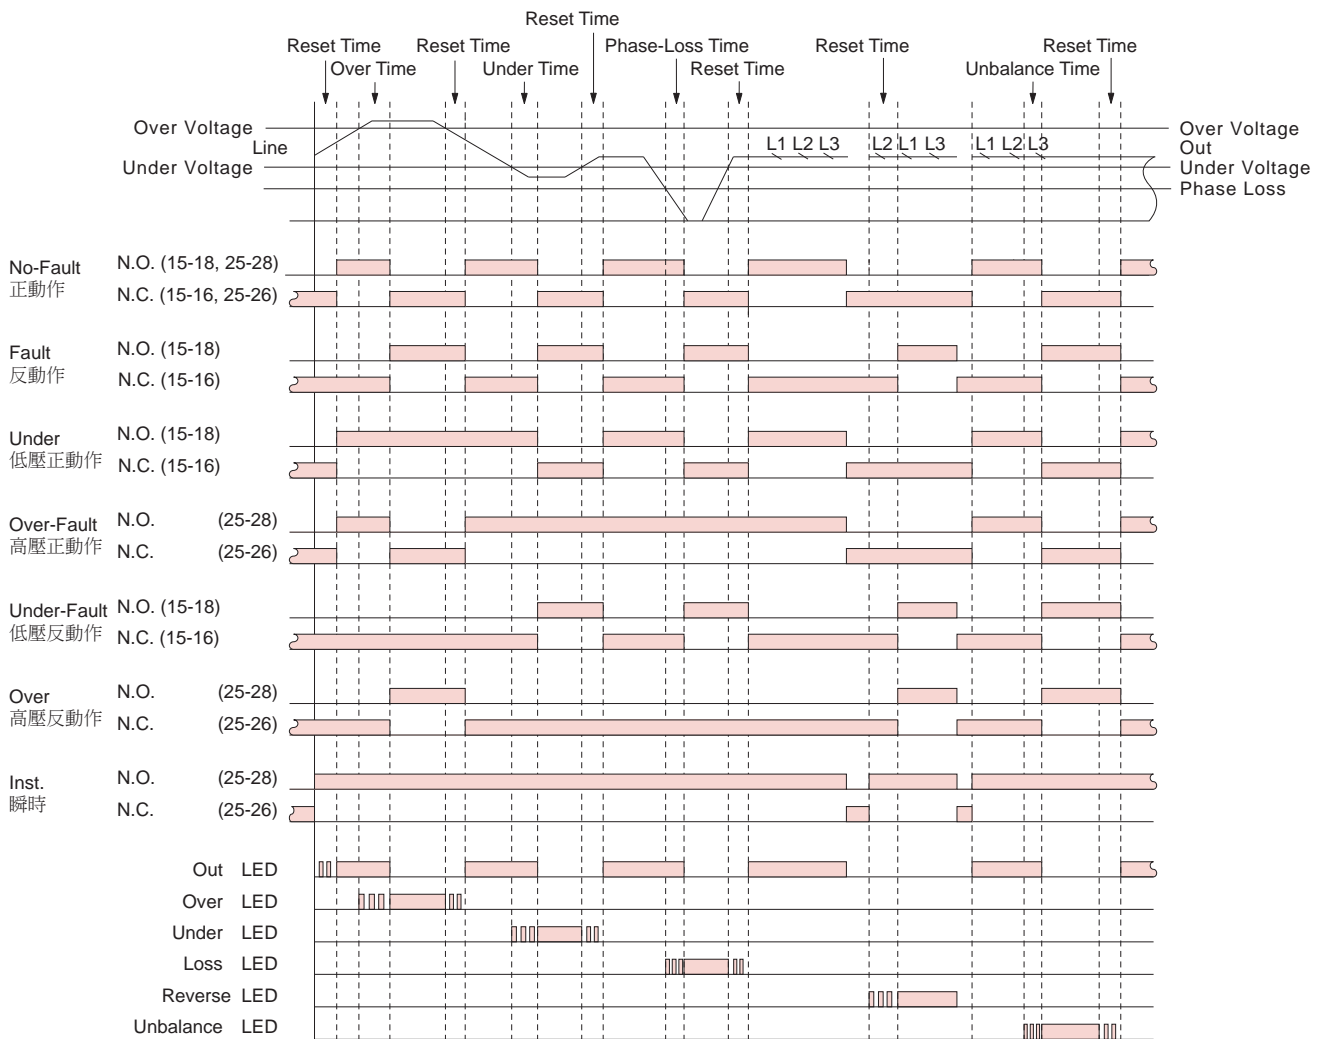 Reset Time
Reset Time Reset Time Phase-Loss Time Reset Time Reset Time
Over Time Under Time Reset Time Unbalance Time
Over Voltage Over Voltage
Line L1 L2 L3 L2 L1 L3 L1 L2 L3 Out
Under Voltage Under Voltage
Phase Loss
No-Fault N.O. (15-18, 25-28)
正動作 N.C. (15-16, 25-26)
Fault N.O. (15-18)
反動作 N.C. (15-16)
Under N.O. (15-18)
低壓正動作 N.C. (15-16)
Over-Fault N.O. (25-28)
高壓正動作 N.C. (25-26)
Under-Fault N.O. (15-18)
低壓反動作 N.C. (15-16)
Over N.O. (25-28)
高壓反動作 N.C. (25-26)
Inst. N.O. (25-28)
瞬時 N.C. (25-26)
Out LED
Over LED
Under LED
Loss LED
Reverse LED
Unbalance LED